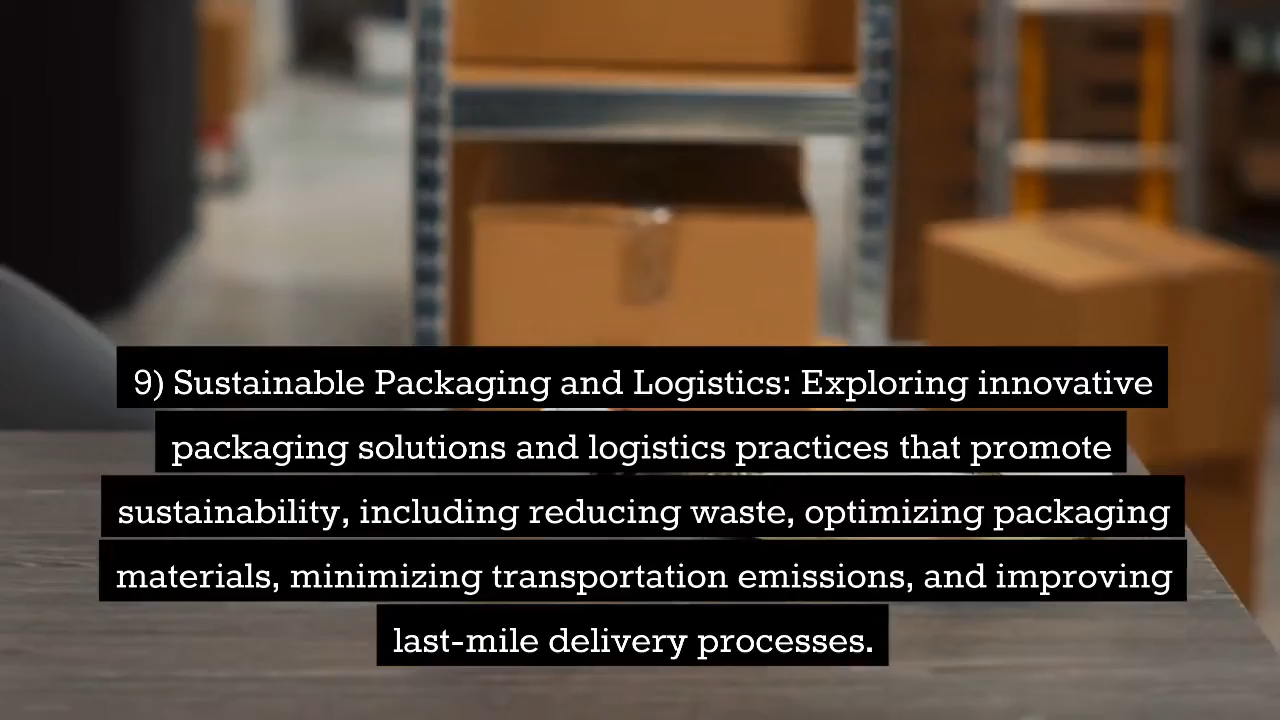 9) Sustainable Packaging and Logistics: Exploring innovative
packaging solutions and logistics practices that promote
sustainability, including reducing waste, optimizing packaging
materials, minimizing transportation emissions, and improving
last-mile delivery processes.